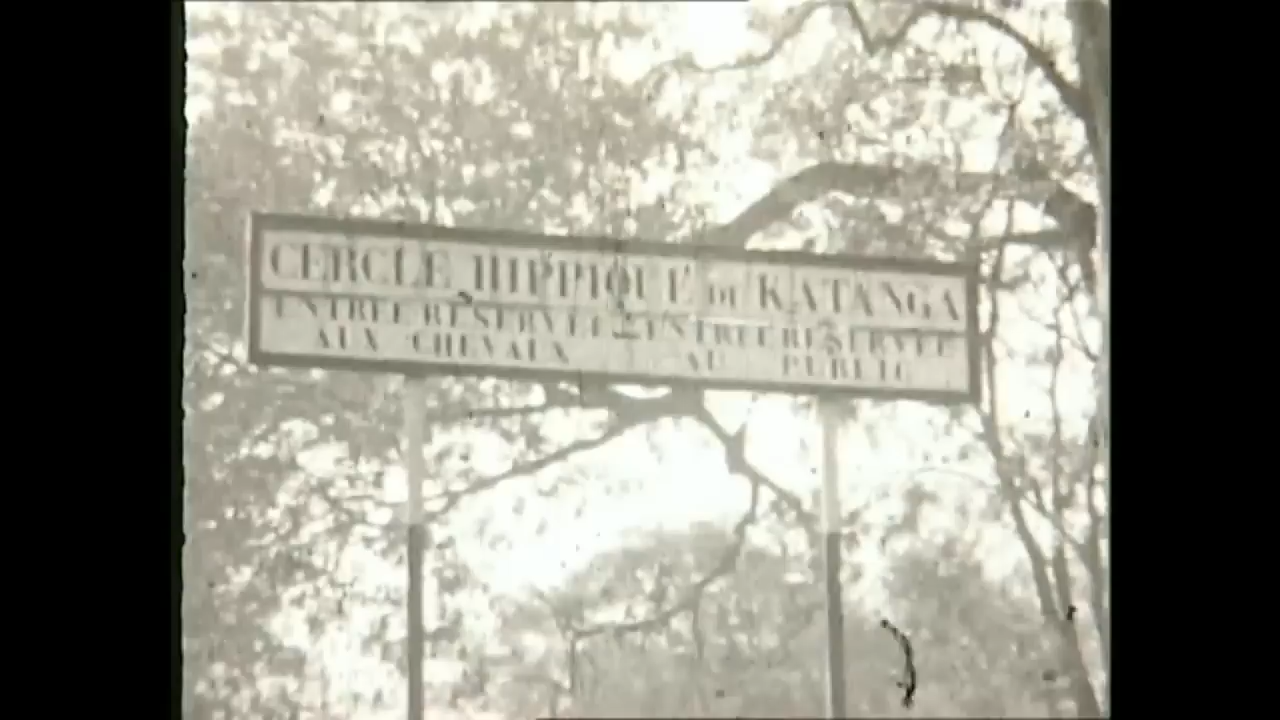 CERCLE HIPPIQUE DU KATANGA
ENTREE RESERVEE ENTREE RESERVEE
AUX CHEVAUX AU PUBLIC